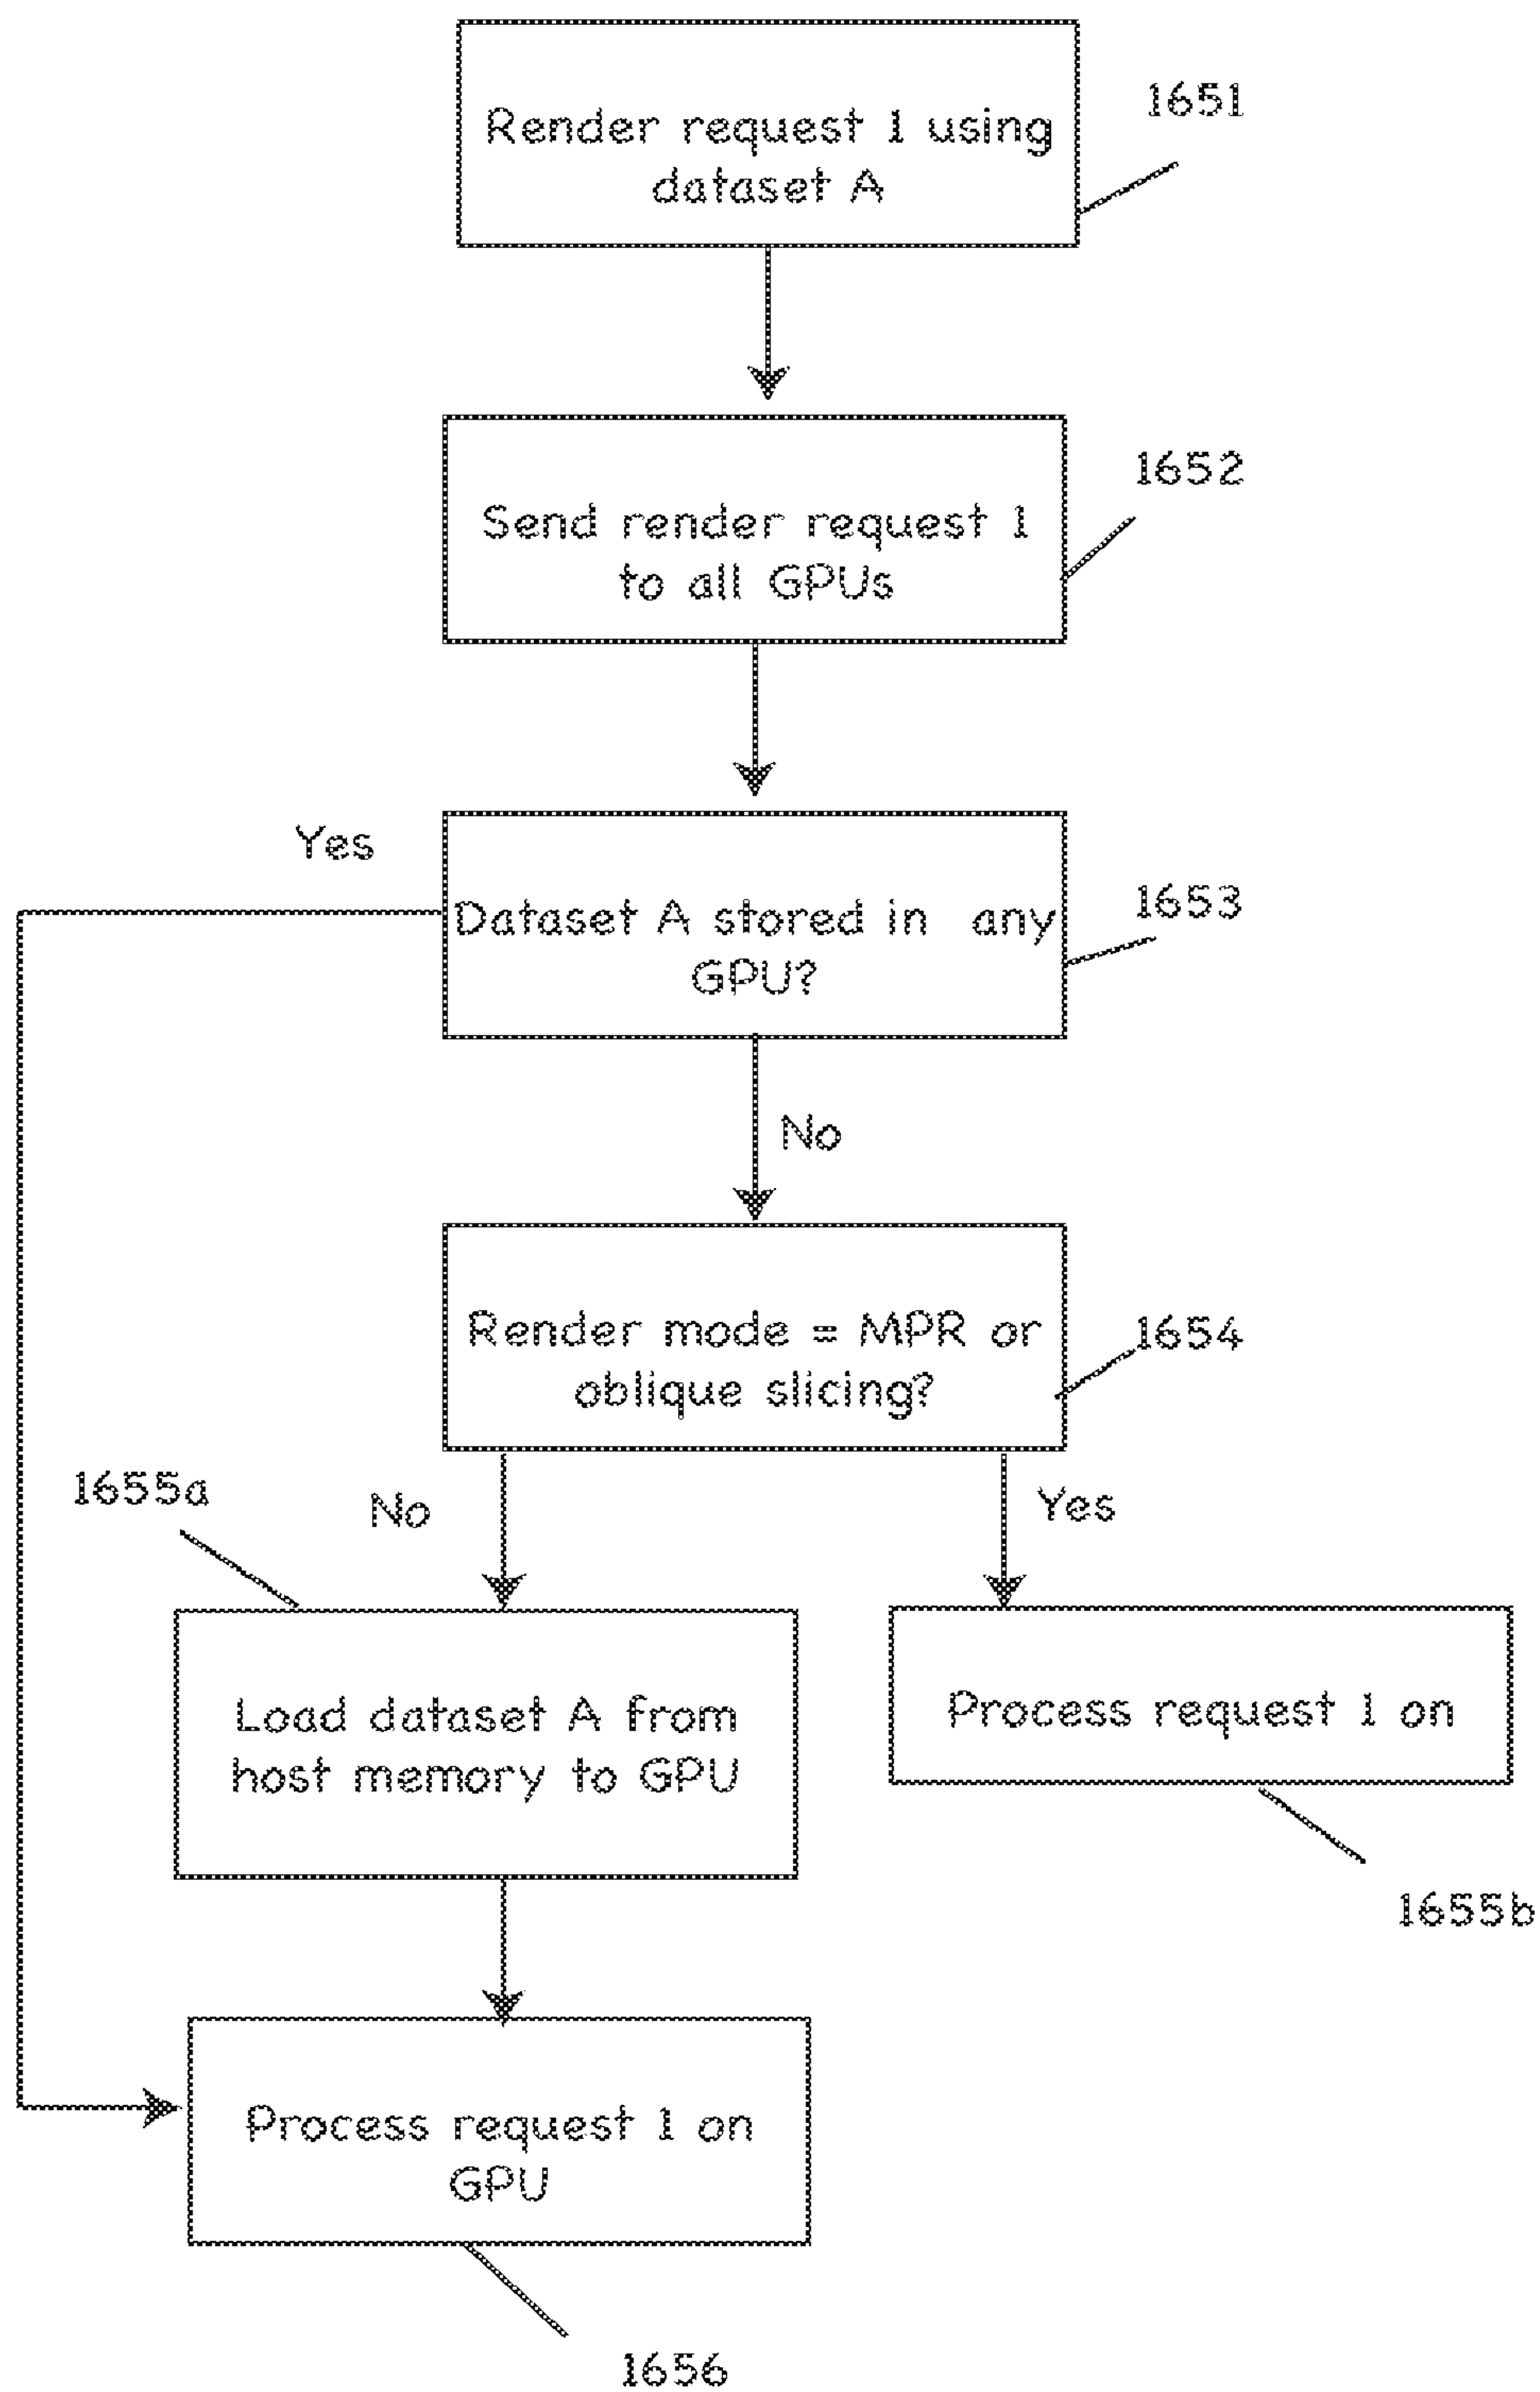 Render request 1 using
dataset A
1651
Send render request 1
to all GPUs
1652
Yes
Dataset A stored in any
GPU?
1653
No
Render mode = MPR or
oblique slicing?
1654
1655a
No
Yes
Load dataset A from
host memory to GPU
Process request 1 on
1655b
Process request 1 on
GPU
1656